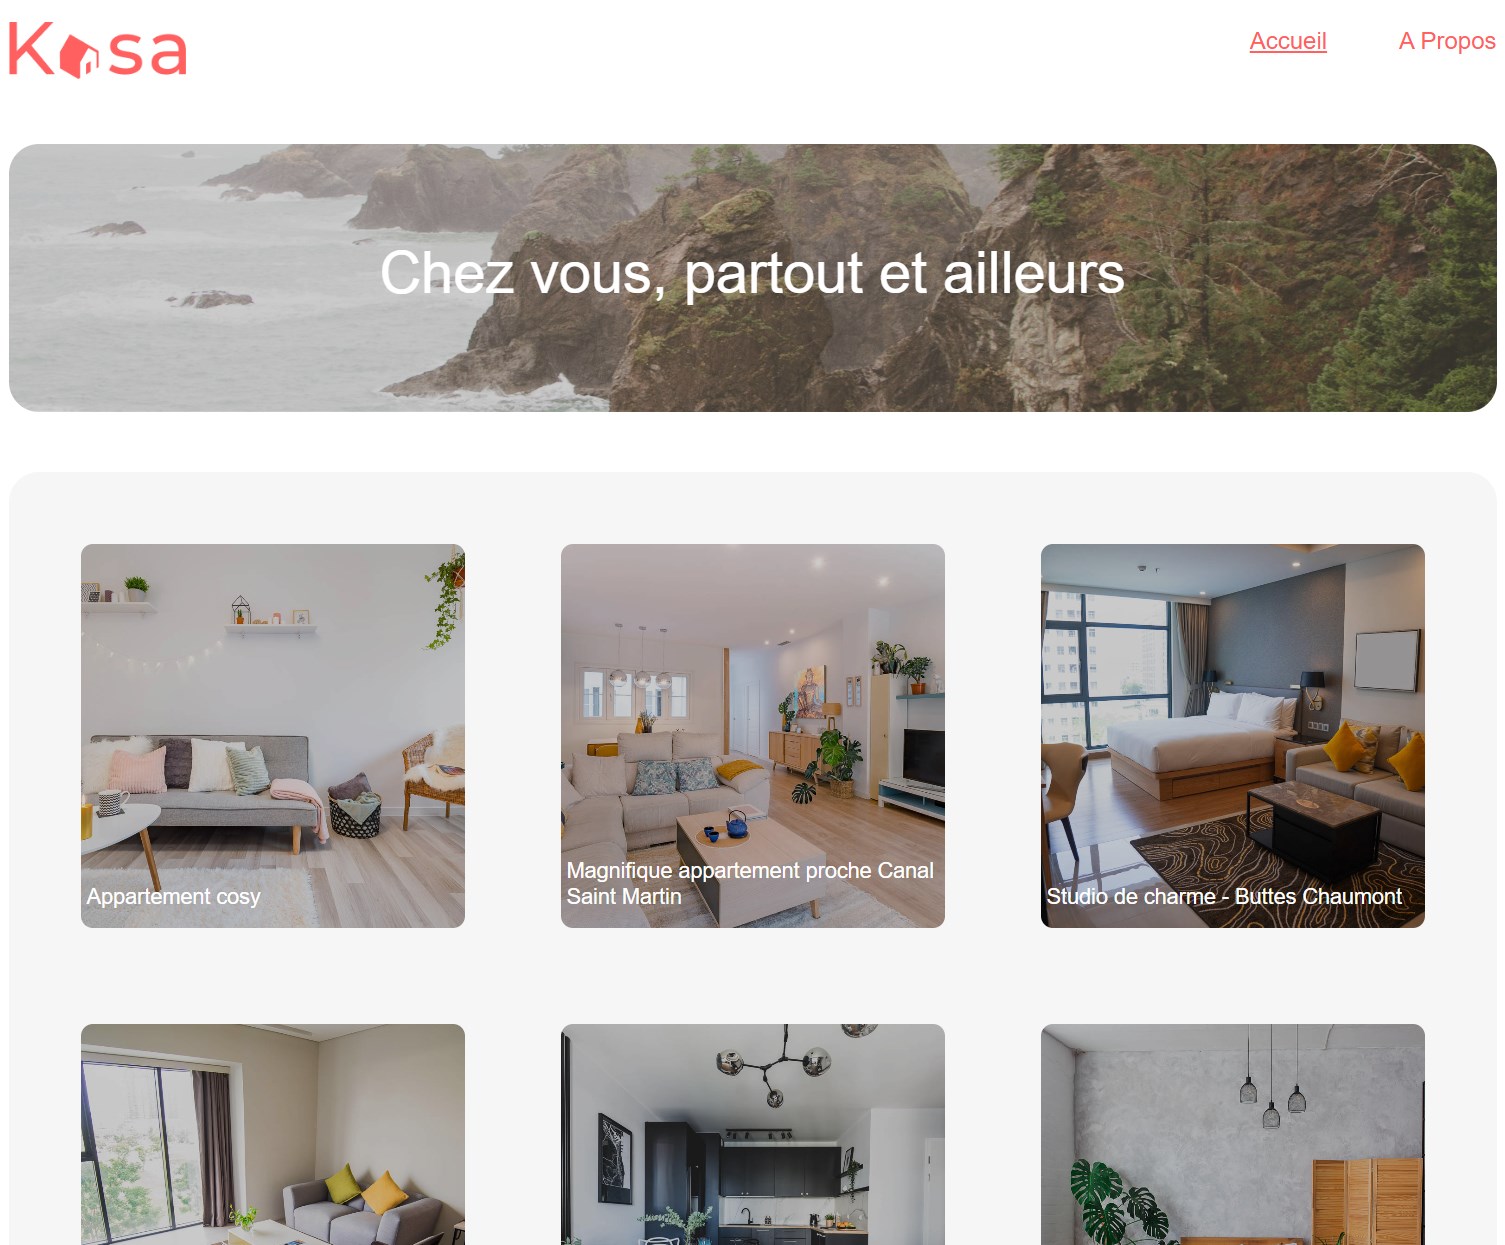 Kasa
Accueil
A Propos
Chez vous, partout et ailleurs
Appartement cosy
Magnifique appartement proche Canal
Saint Martin
Studio de charme - Buttes Chaumont